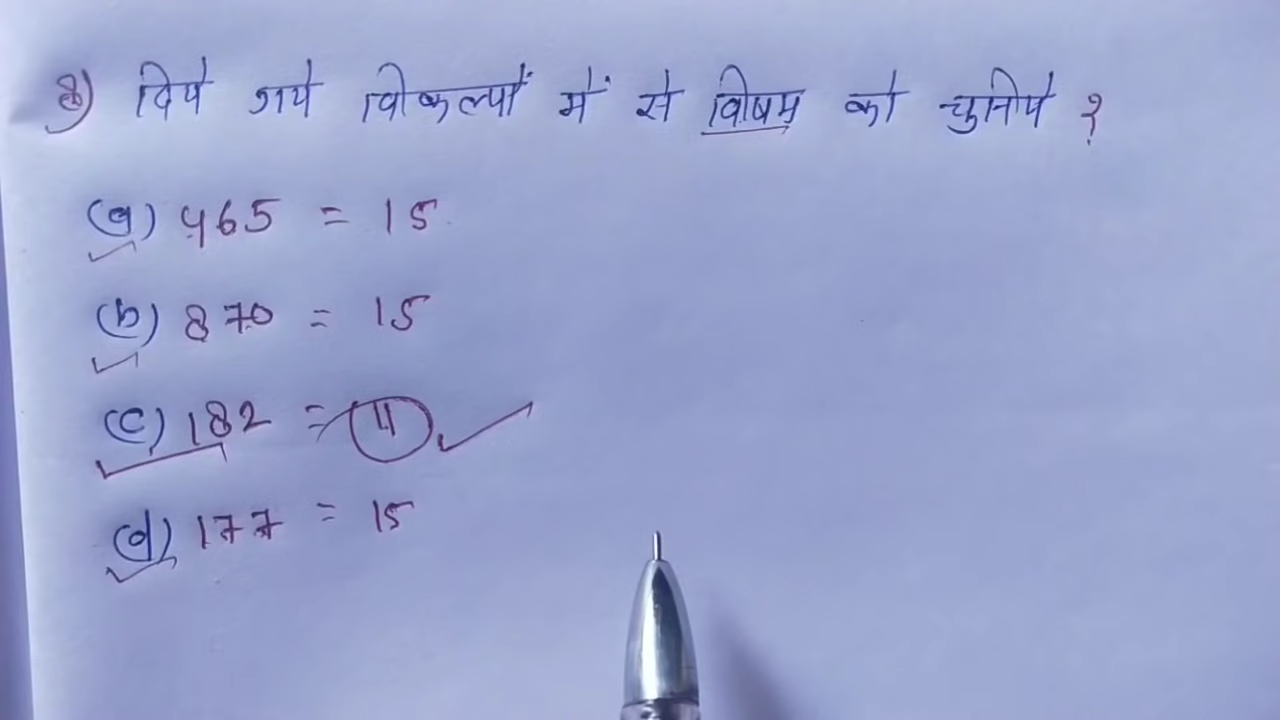 8) दिये गये विकल्पों में से विषम को चुनिये ?
(a) 465 = 15
(b) 870 = 15
(c) 182 = 11
(d) 177 = 15